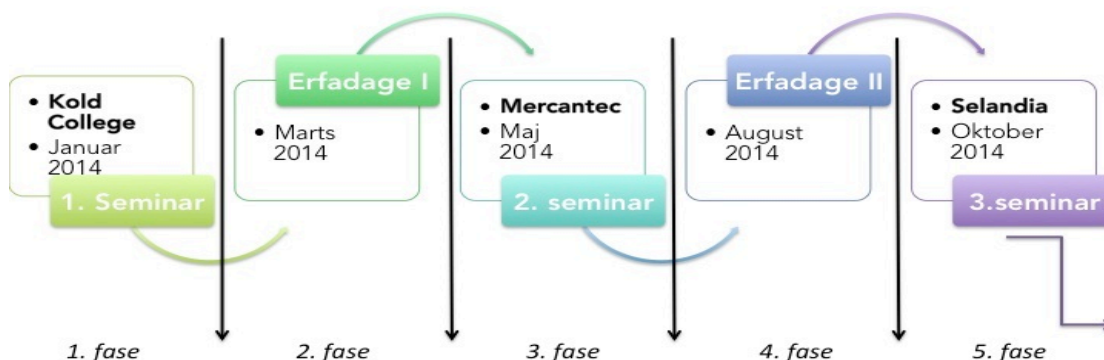 • Kold
College
• Januar
2014
1. Seminar
Erfadage I
• Marts
2014
• Mercantec
• Maj
2014
2. seminar
Erfadage II
• August
2014
• Selandia
• Oktober
2014
3.seminar
1. fase
2. fase
3. fase
4. fase
5. fase